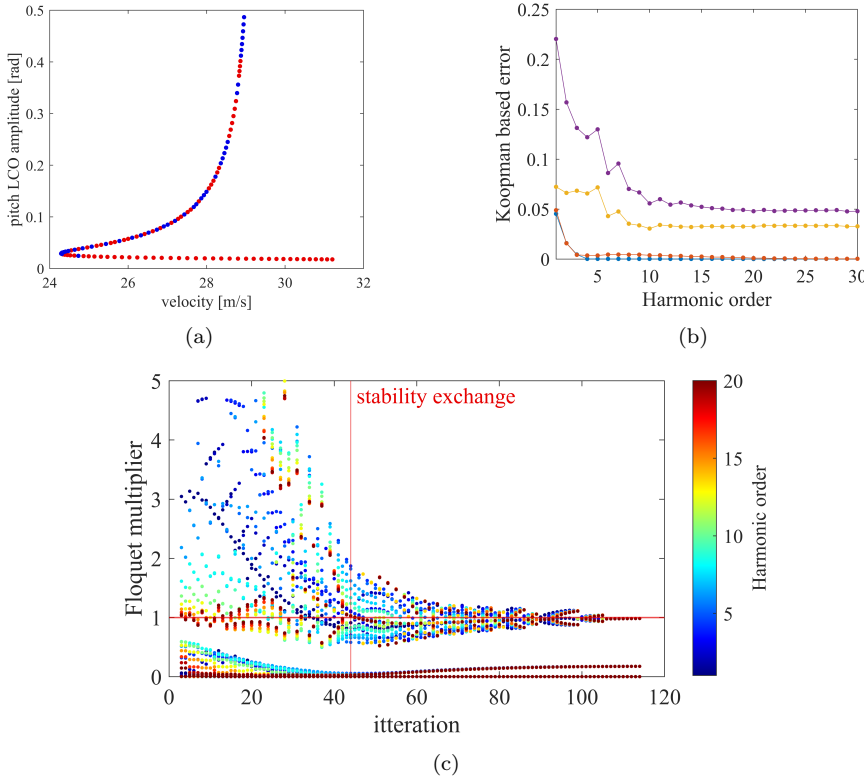 0.5
0.4
0.3
0.2
0.1
0
pitch LCO amplitude [rad]
24 26 28 30 32
velocity [m/s]
(a)
0.25
0.2
0.15
0.1
0.05
0
Koopman based error
5 10 15 20 25 30
Harmonic order
(b)
5
4
3
2
1
0
Floquet multiplier
stability exchange
0 20 40 60 80 100 120
itteration
20
15
10
5
Harmonic order
(c)